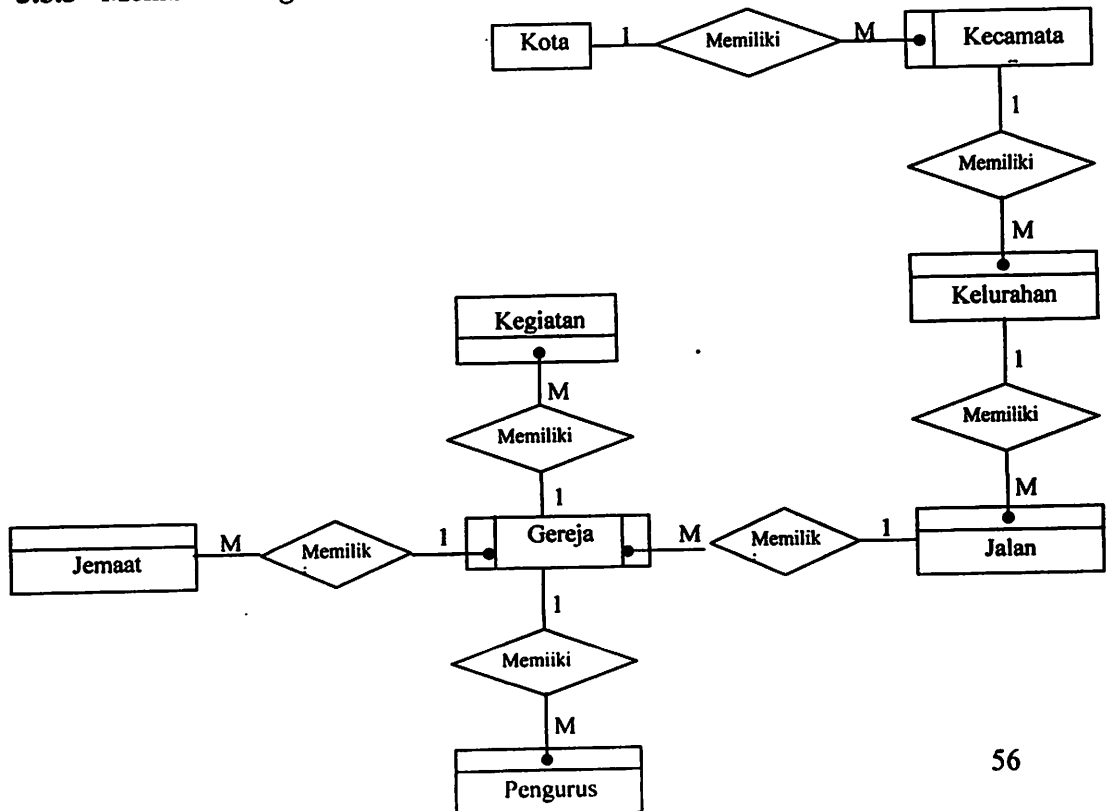 Kota
1
Memiliki
M
Kecamata
1
Memiliki
M
Kelurahan
1
Memiliki
M
Jalan
Kegiatan
M
Memiliki
1
Jemaat
M
Memilik
1
Gereja
M
Memilik
1
1
Memiiki
M
Pengurus
56